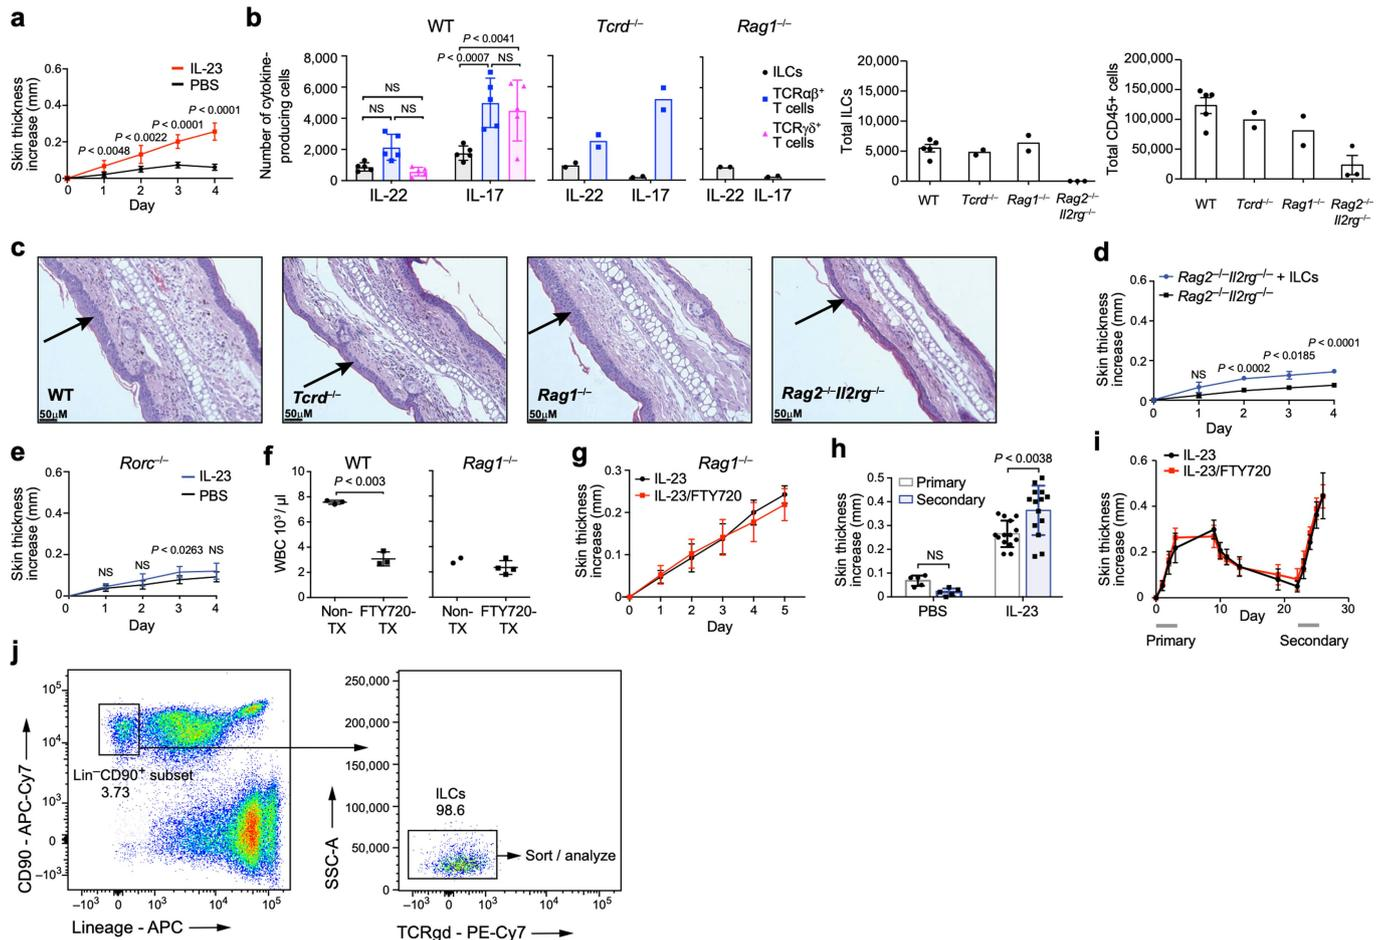 a
Skin thickness
increase (mm)
0.6
0.4
0.2
0
IL-23
PBS
P < 0.0048
P < 0.0022
P < 0.0001
P < 0.0001
0 1 2 3 4
Day
b
WT
Tcrd–/–
Rag1–/–
Number of cytokine-
producing cells
8,000
6,000
4,000
2,000
0
NS
NS NS
P < 0.0041
P < 0.0007 NS
IL-22 IL-17
IL-22 IL-17
IL-22 IL-17
ILCs
TCRαβ+
T cells
TCRγδ+
T cells
Total ILCs
20,000
15,000
10,000
5,000
0
WT Tcrd–/– Rag1–/– Rag2–/–
Il2rg–/–
Total CD45+ cells
200,000
150,000
100,000
50,000
0
WT Tcrd–/– Rag1–/– Rag2–/–
Il2rg–/–
c
WT
50µM
Tcrd–/–
50µM
Rag1–/–
50µM
Rag2–/–Il2rg–/–
50µM
d
Rag2–/–Il2rg–/– + ILCs
Rag2–/–Il2rg–/–
Skin thickness
increase (mm)
0.6
0.4
0.2
0
NS
P < 0.0002
P < 0.0185
P < 0.0001
0 1 2 3 4
Day
e
Rorc–/–
Skin thickness
increase (mm)
0.6
0.4
0.2
0
IL-23
PBS
NS NS P < 0.0263 NS
0 1 2 3 4
Day
f
WT
Rag1–/–
P < 0.003
WBC 10³/ µl
10
8
6
4
2
0
Non-
TX
FTY720-
TX
Non-
TX
FTY720-
TX
g
Rag1–/–
Skin thickness
increase (mm)
0.3
0.2
0.1
0
IL-23
IL-23/FTY720
0 1 2 3 4 5
Day
h
P < 0.0038
Skin thickness
increase (mm)
0.5
0.4
0.3
0.2
0.1
0
Primary
Secondary
NS
PBS IL-23
i
IL-23
IL-23/FTY720
Skin thickness
increase (mm)
0.6
0.4
0.2
0
0 10 20 30
Day
Primary Secondary
j
CD90 - APC-Cy7
10⁵
10⁴
10³
0
–10³
Lin–CD90+ subset
3.73
–10³ 0 10³ 10⁴ 10⁵
Lineage - APC
SSC-A
250,000
200,000
150,000
100,000
50,000
0
ILCs
98.6
Sort / analyze
–10³ 0 10³ 10⁴ 10⁵
TCRgd - PE-Cy7